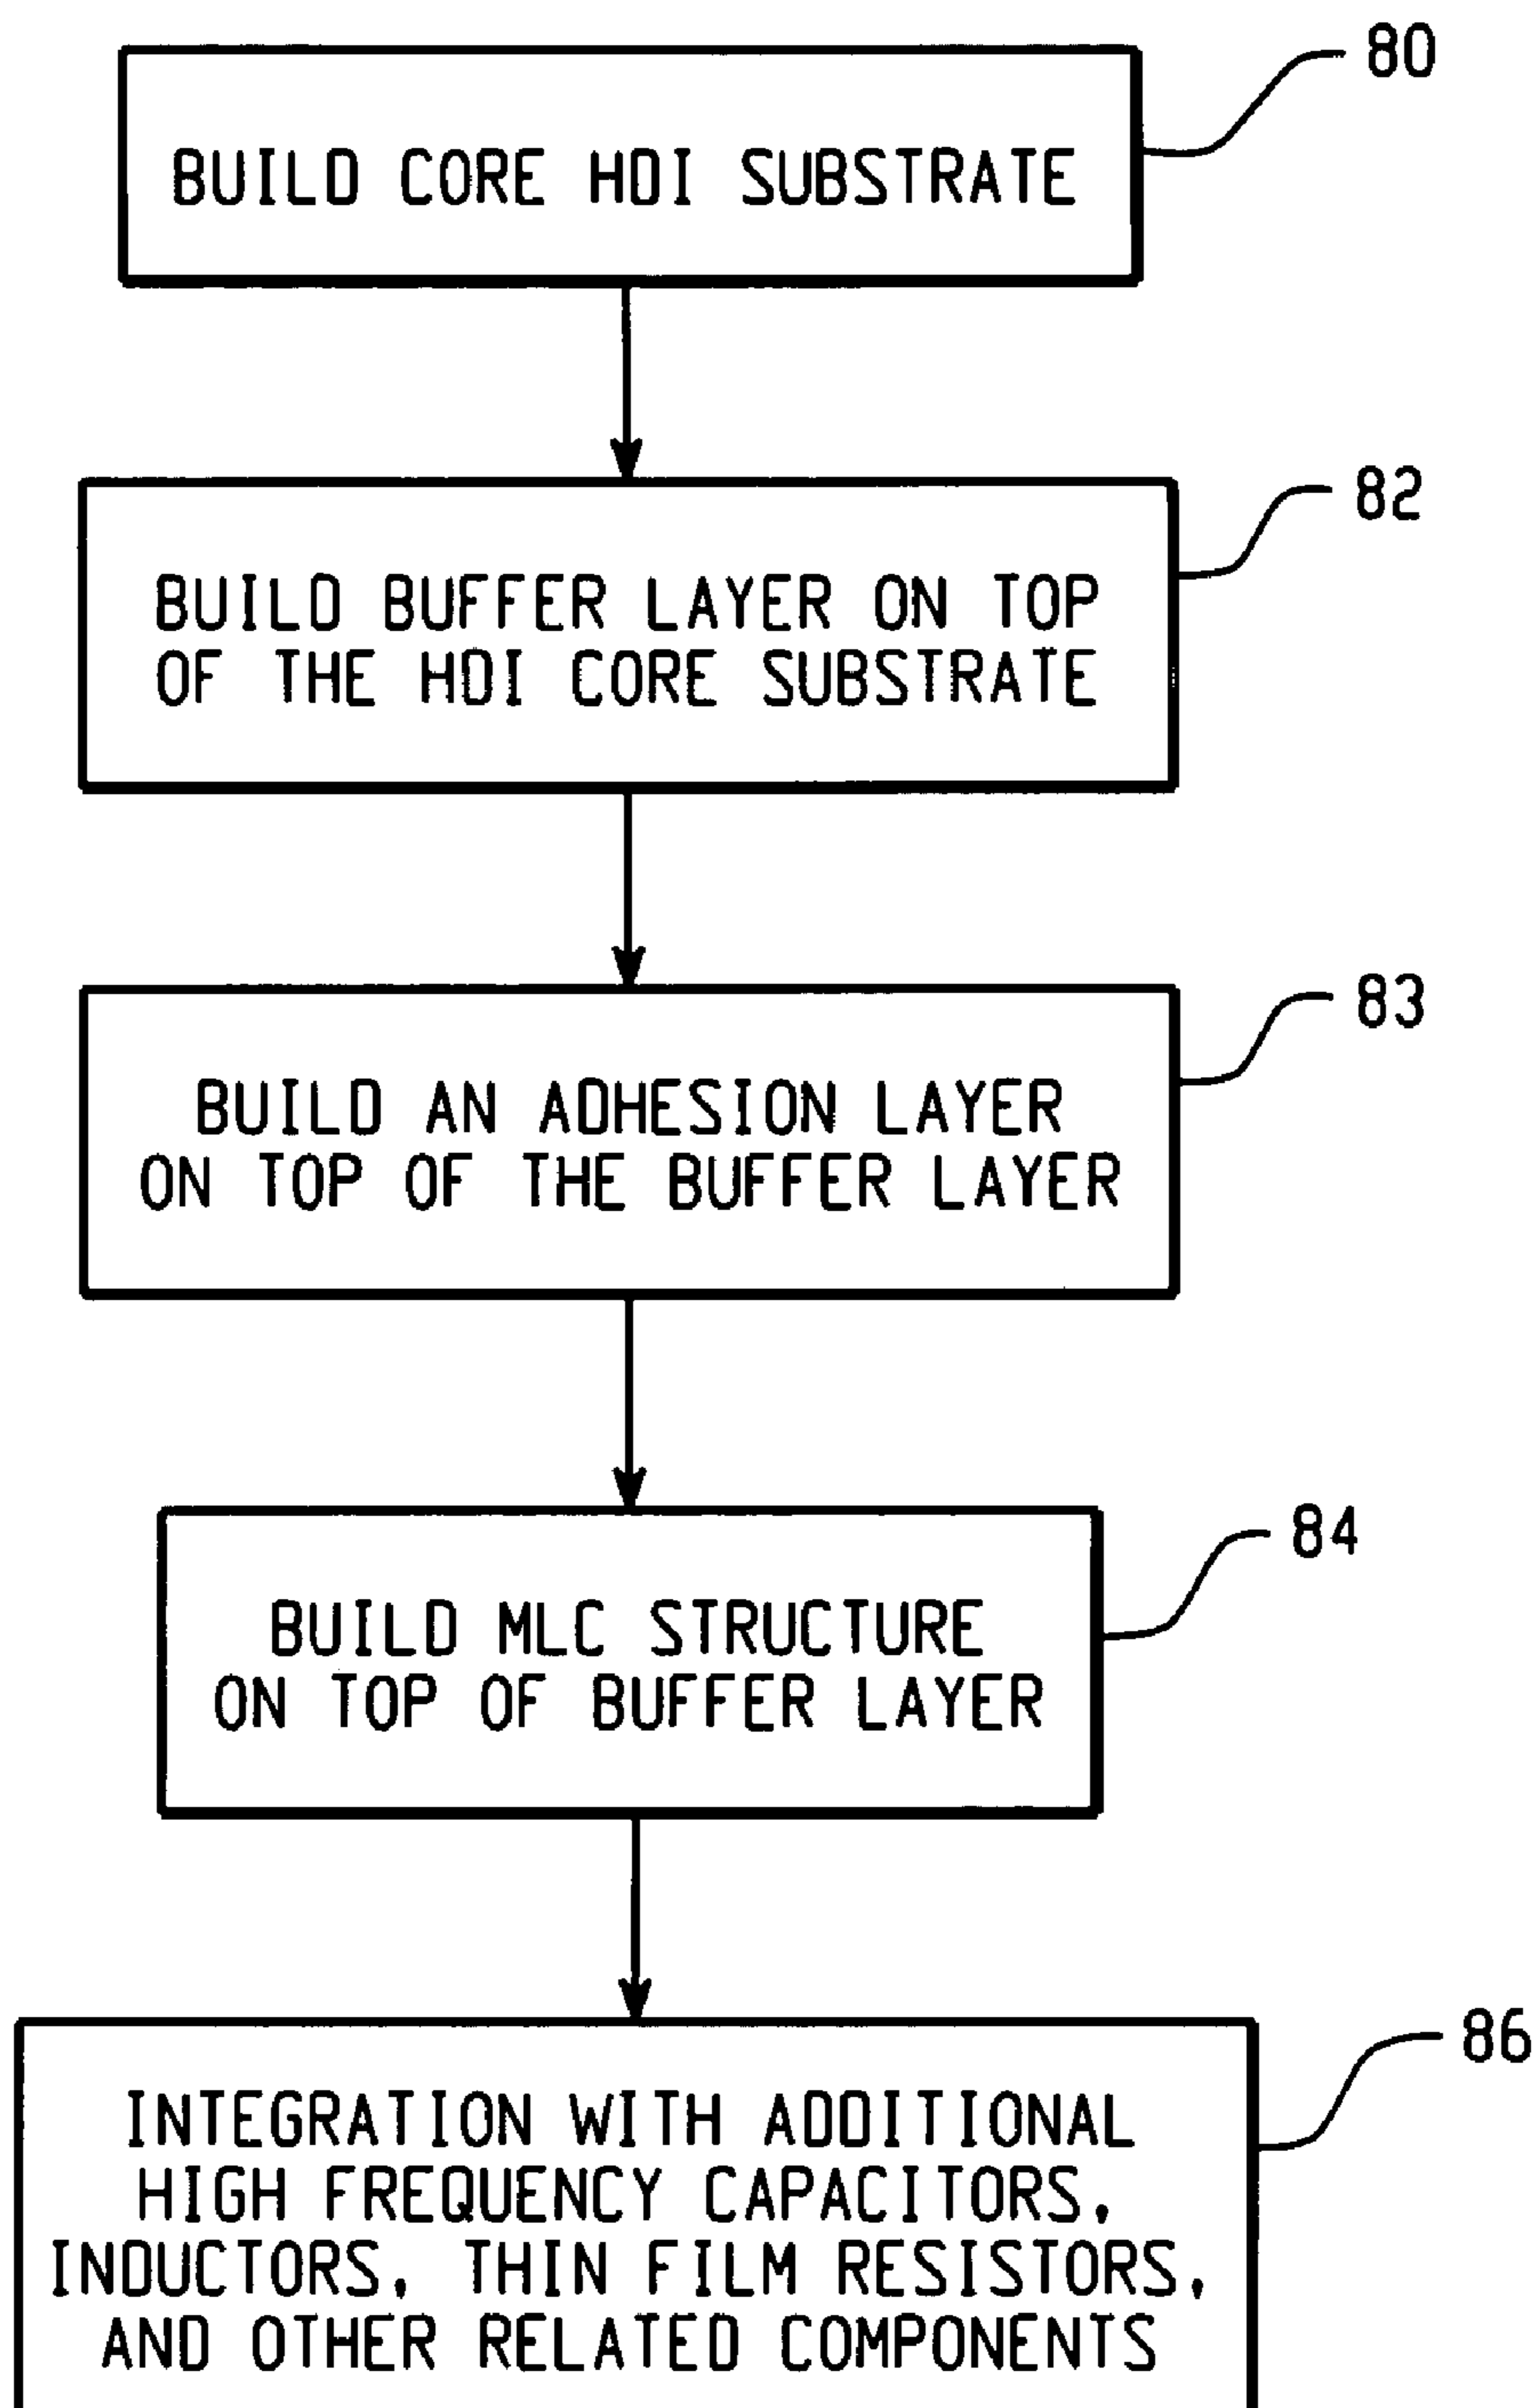 BUILD CORE HDI SUBSTRATE
80
BUILD BUFFER LAYER ON TOP
OF THE HDI CORE SUBSTRATE
82
BUILD AN ADHESION LAYER
ON TOP OF THE BUFFER LAYER
83
BUILD MLC STRUCTURE
ON TOP OF BUFFER LAYER
84
INTEGRATION WITH ADDITIONAL
HIGH FREQUENCY CAPACITORS,
INDUCTORS, THIN FILM RESISTORS,
AND OTHER RELATED COMPONENTS
86